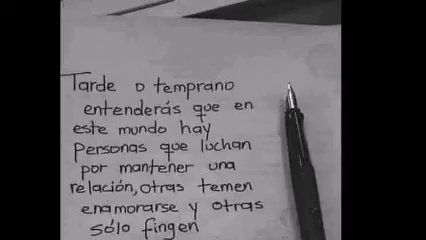 Tarde o temprano
entenderás que en
este mundo hay
personas que luchan
por mantener una
relación, otras temen
enamorarse y otras
sólo fingen